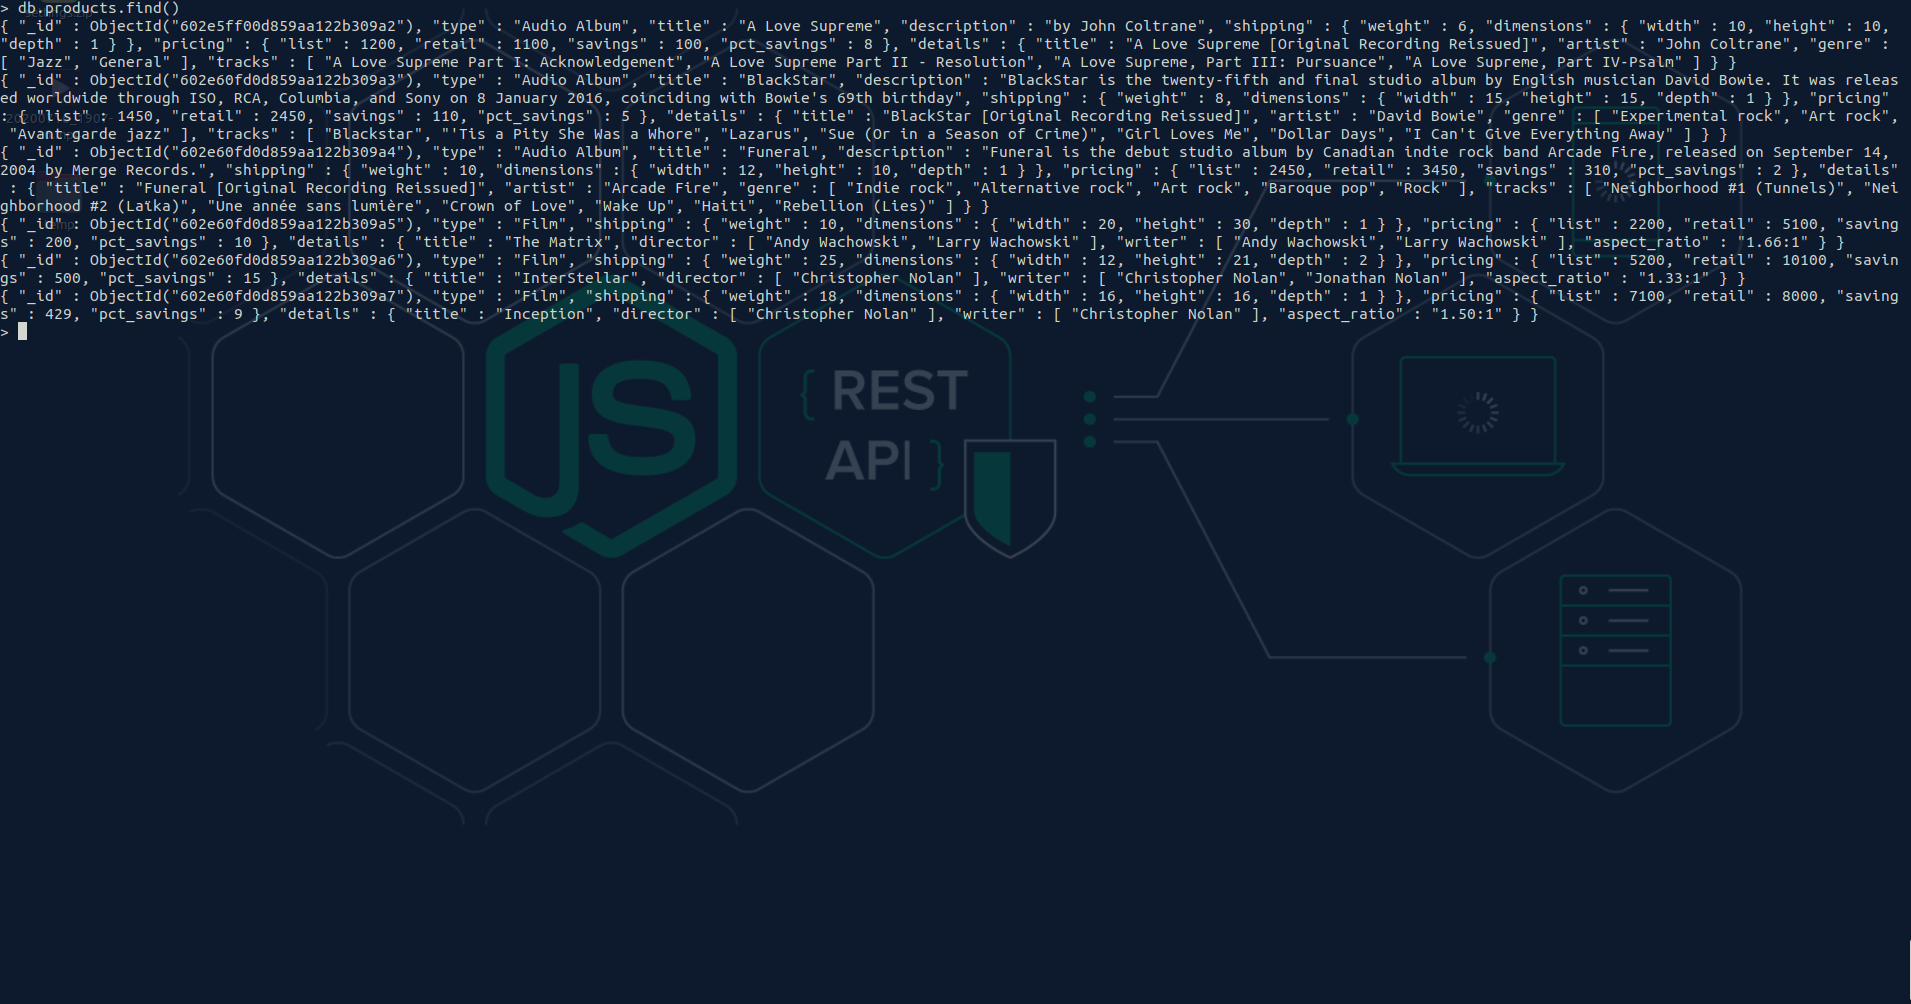 > db.products.find()
{ "_id" : ObjectId("602e5ff00d859aa122b309a2"), "type" : "Audio Album", "title" : "A Love Supreme", "description" : "by John Coltrane", "shipping" : { "weight" : 6, "dimensions" : { "width" : 10, "height" : 10,
"depth" : 1 } }, "pricing" : { "list" : 1200, "retail" : 1100, "savings" : 100, "pct_savings" : 8 }, "details" : { "title" : "A Love Supreme [Original Recording Reissued]", "artist" : "John Coltrane", "genre" :
[ "Jazz", "General" ], "tracks" : [ "A Love Supreme Part I: Acknowledgement", "A Love Supreme Part II - Resolution", "A Love Supreme, Part III: Pursuance", "A Love Supreme, Part IV-Psalm" ] } }
{ "_id" : ObjectId("602e60fd0d859aa122b309a3"), "type" : "Audio Album", "title" : "BlackStar", "description" : "BlackStar is the twenty-fifth and final studio album by English musician David Bowie. It was releas
ed worldwide through ISO, RCA, Columbia, and Sony on 8 January 2016, coinciding with Bowie's 69th birthday", "shipping" : { "weight" : 8, "dimensions" : { "width" : 15, "height" : 15, "depth" : 1 } }, "pricing"
: { "list" : 1450, "retail" : 2450, "savings" : 110, "pct_savings" : 5 }, "details" : { "title" : "BlackStar [Original Recording Reissued]", "artist" : "David Bowie", "genre" : [ "Experimental rock", "Art rock",
"Avant-garde jazz" ], "tracks" : [ "Blackstar", "'Tis a Pity She Was a Whore", "Lazarus", "Sue (Or in a Season of Crime)", "Girl Loves Me", "Dollar Days", "I Can't Give Everything Away" ] } }
{ "_id" : ObjectId("602e60fd0d859aa122b309a4"), "type" : "Audio Album", "title" : "Funeral", "description" : "Funeral is the debut studio album by Canadian indie rock band Arcade Fire, released on September 14,
2004 by Merge Records.", "shipping" : { "weight" : 10, "dimensions" : { "width" : 12, "height" : 10, "depth" : 1 } }, "pricing" : { "list" : 2450, "retail" : 3450, "savings" : 310, "pct_savings" : 2 }, "details"
: { "title" : "Funeral [Original Recording Reissued]", "artist" : "Arcade Fire", "genre" : [ "Indie rock", "Alternative rock", "Art rock", "Baroque pop", "Rock" ], "tracks" : [ "Neighborhood #1 (Tunnels)", "Nei
ghborhood #2 (Laïka)", "Une année sans lumière", "Crown of Love", "Wake Up", "Haiti", "Rebellion (Lies)" ] } }
{ "_id" : ObjectId("602e60fd0d859aa122b309a5"), "type" : "Film", "shipping" : { "weight" : 10, "dimensions" : { "width" : 20, "height" : 30, "depth" : 1 } }, "pricing" : { "list" : 2200, "retail" : 5100, "saving
s" : 200, "pct_savings" : 10 }, "details" : { "title" : "The Matrix", "director" : [ "Andy Wachowski", "Larry Wachowski" ], "writer" : [ "Andy Wachowski", "Larry Wachowski" ], "aspect_ratio" : "1.66:1" } }
{ "_id" : ObjectId("602e60fd0d859aa122b309a6"), "type" : "Film", "shipping" : { "weight" : 25, "dimensions" : { "width" : 12, "height" : 21, "depth" : 2 } }, "pricing" : { "list" : 5200, "retail" : 10100, "savin
gs" : 500, "pct_savings" : 15 }, "details" : { "title" : "InterStellar", "director" : [ "Christopher Nolan" ], "writer" : [ "Christopher Nolan", "Jonathan Nolan" ], "aspect_ratio" : "1.33:1" } }
{ "_id" : ObjectId("602e60fd0d859aa122b309a7"), "type" : "Film", "shipping" : { "weight" : 18, "dimensions" : { "width" : 16, "height" : 16, "depth" : 1 } }, "pricing" : { "list" : 7100, "retail" : 8000, "saving
s" : 429, "pct_savings" : 9 }, "details" : { "title" : "Inception", "director" : [ "Christopher Nolan" ], "writer" : [ "Christopher Nolan" ], "aspect_ratio" : "1.50:1" } }
>
JS
{ REST
API }